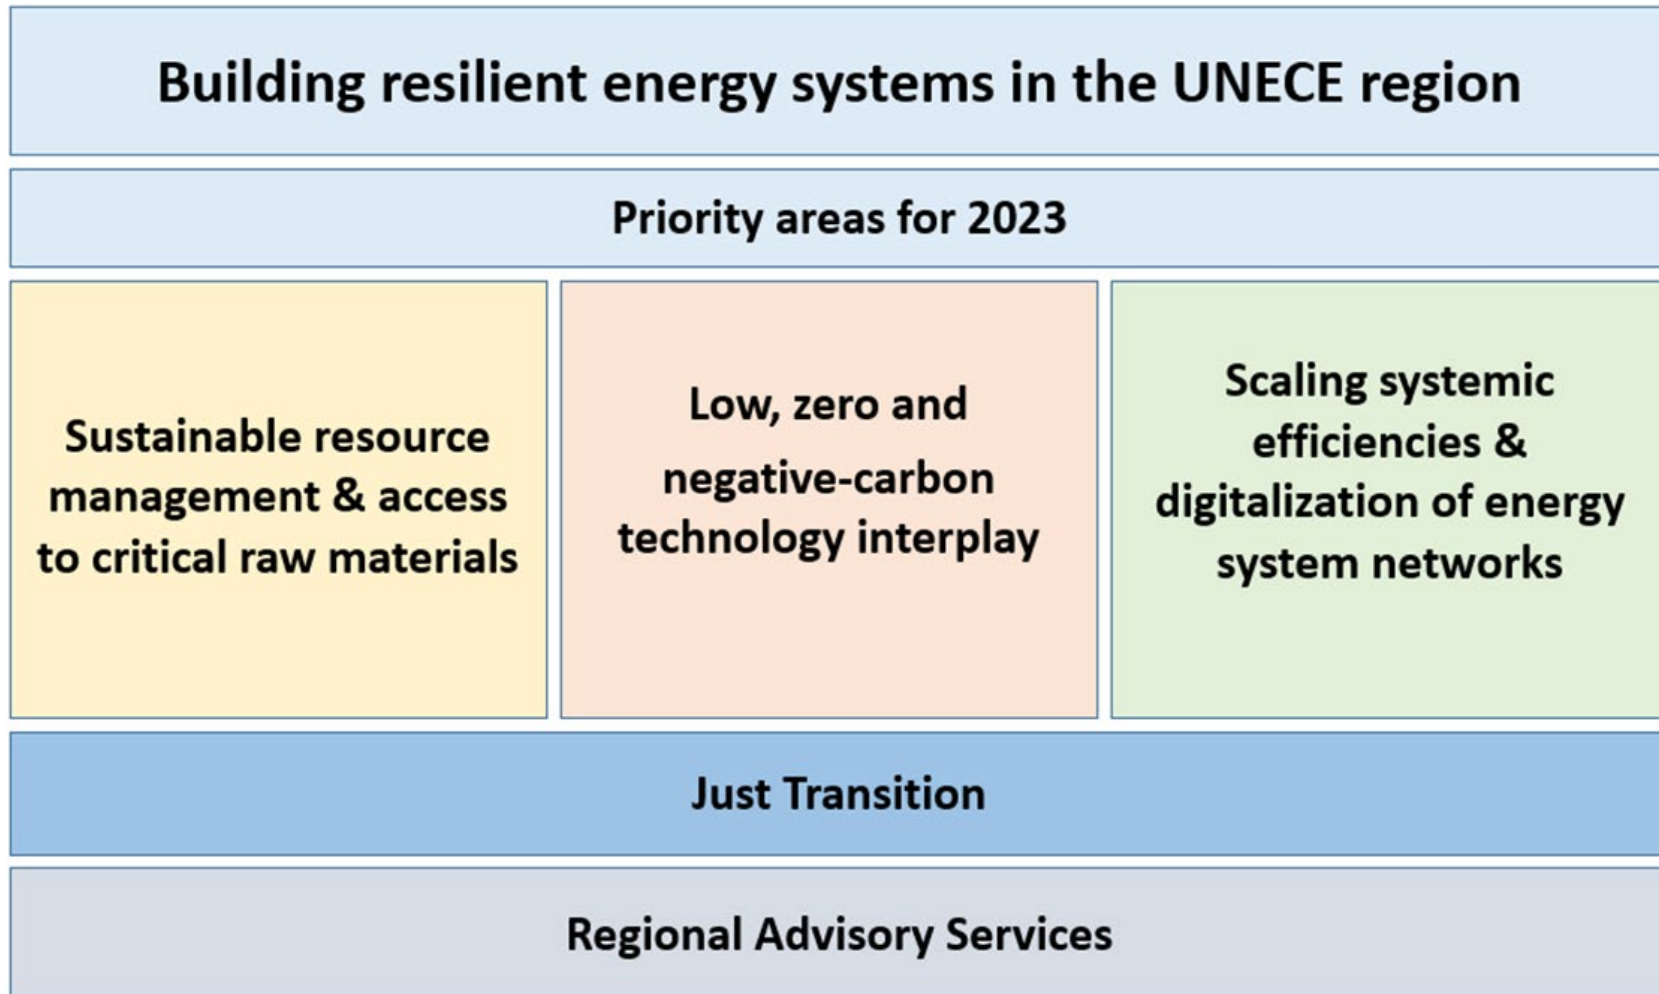 Building resilient energy systems in the UNECE region
Priority areas for 2023
Sustainable resource
management & access
to critical raw materials
Low, zero and
negative-carbon
technology interplay
Scaling systemic
efficiencies &
digitalization of energy
system networks
Just Transition
Regional Advisory Services